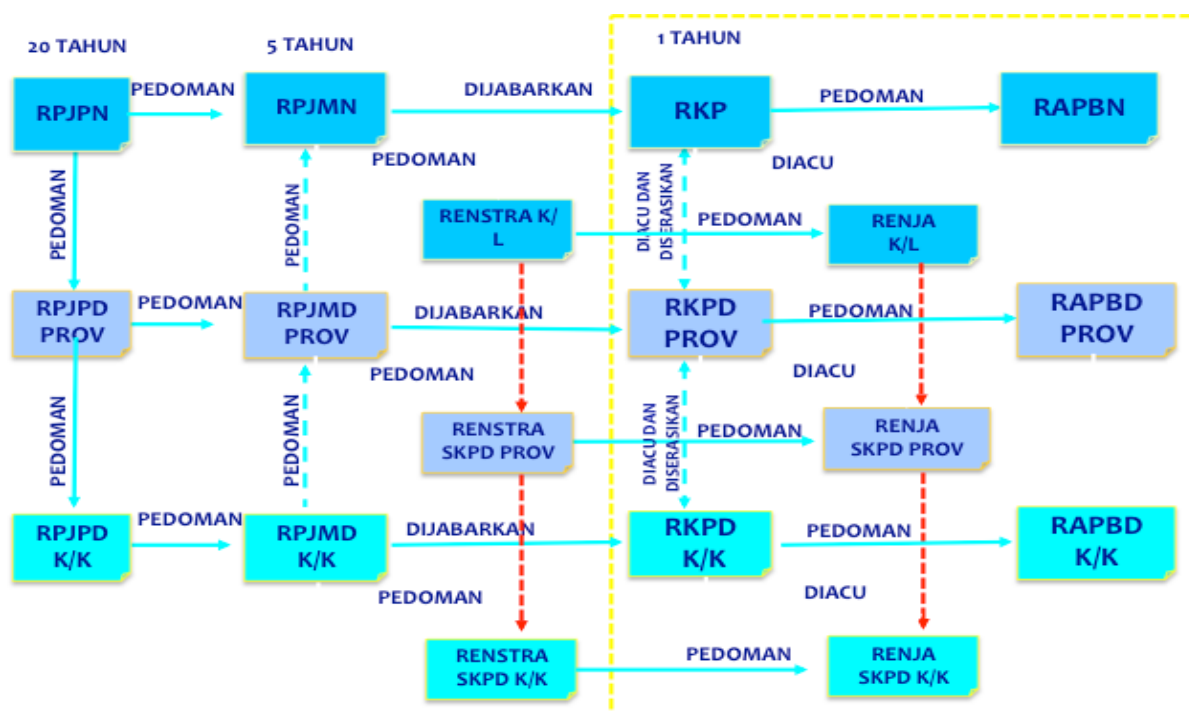 20 TAHUN
5 TAHUN
1 TAHUN
RPJPN
PEDOMAN
RPJMN
DIJABARKAN
RKP
PEDOMAN
RAPBN
PEDOMAN
PEDOMAN
PEDOMAN
DIACU DAN
DISERASIKAN
DIACU
RENSTRA K/
L
PEDOMAN
RENJA
K/L
RPJPD
PROV
PEDOMAN
RPJMD
PROV
DIJABARKAN
RKPD
PROV
PEDOMAN
RAPBD
PROV
PEDOMAN
PEDOMAN
PEDOMAN
DIACU DAN
DISERASIKAN
DIACU
RENSTRA
SKPD PROV
PEDOMAN
RENJA
SKPD PROV
RPJPD
K/K
PEDOMAN
RPJMD
K/K
DIJABARKAN
RKPD
K/K
PEDOMAN
RAPBD
K/K
PEDOMAN
DIACU
RENSTRA
SKPD K/K
PEDOMAN
RENJA
SKPD K/K